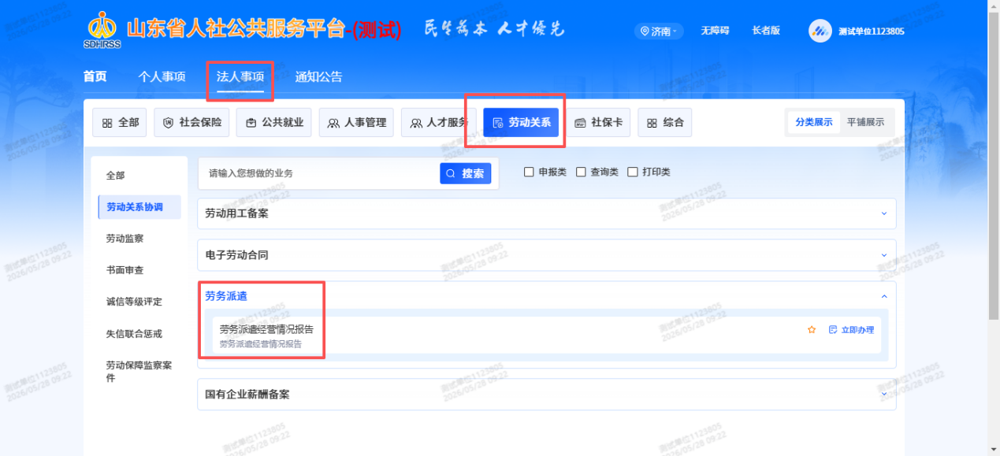 山东省人社公共服务平台-(测试)
民生为本 人才优先
SDHRSS
济南
无障碍
长者版
测试单位1123805
首页
个人事项
法人事项
通知公告
全部
社会保险
公共就业
人事管理
人才服务
劳动关系
社保卡
综合
分类展示
平铺展示
全部
劳动关系协调
劳动监察
书面审查
诚信等级评定
失信联合惩戒
劳动保障监察案
件
请输入您想做的业务
搜索
申报类
查询类
打印类
劳动用工备案
电子劳动合同
劳务派遣
劳务派遣经营情况报告
劳务派遣经营情况报告
立即办理
国有企业薪酬备案
测试单位1123805
2026/05/28 09:22